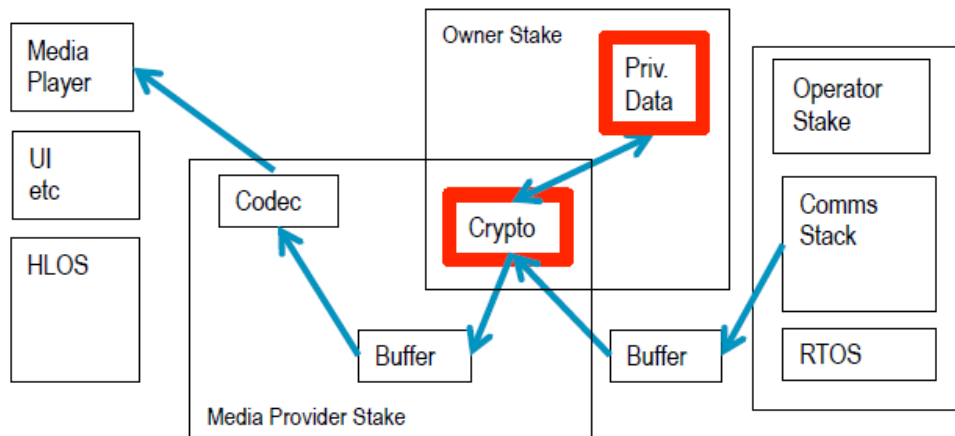 Media
Player
UI
etc
HLOS
Owner Stake
Priv.
Data
Codec
Crypto
Buffer
Media Provider Stake
Buffer
Operator
Stake
Comms
Stack
RTOS